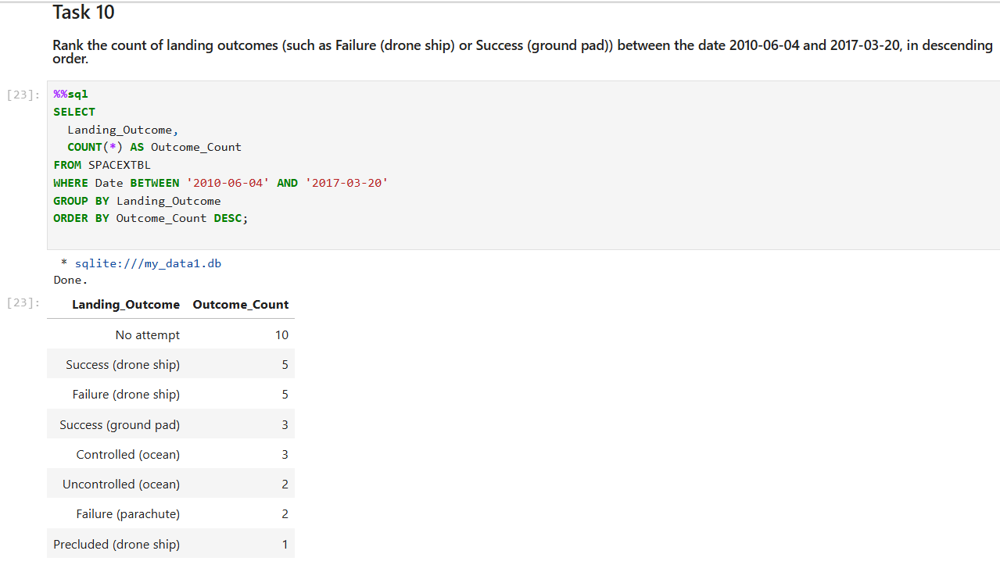 Task 10
Rank the count of landing outcomes (such as Failure (drone ship) or Success (ground pad)) between the date 2010-06-04 and 2017-03-20, in descending
order.
[23]:
%%sql
SELECT
Landing_Outcome,
COUNT(*) AS Outcome_Count
FROM SPACEXTBL
WHERE Date BETWEEN '2010-06-04' AND '2017-03-20'
GROUP BY Landing_Outcome
ORDER BY Outcome_Count DESC;
* sqlite:///my_data1.db
Done.
[23]:
Landing_Outcome Outcome_Count
No attempt 10
Success (drone ship) 5
Failure (drone ship) 5
Success (ground pad) 3
Controlled (ocean) 3
Uncontrolled (ocean) 2
Failure (parachute) 2
Precluded (drone ship) 1